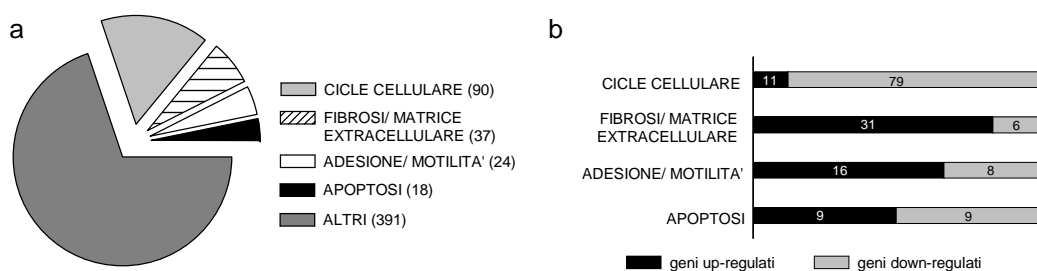 a
CICLE CELLULARE (90)
FIBROSI/ MATRICE
EXTRACELLULARE (37)
ADESIONE/ MOTILITA' (24)
APOPTOSI (18)
ALTRI (391)
b
CICLE CELLULARE 11 79
FIBROSI/ MATRICE
EXTRACELLULARE 31 6
ADESIONE/ MOTILITA' 16 8
APOPTOSI 9 9
geni up-regulati geni down-regulati